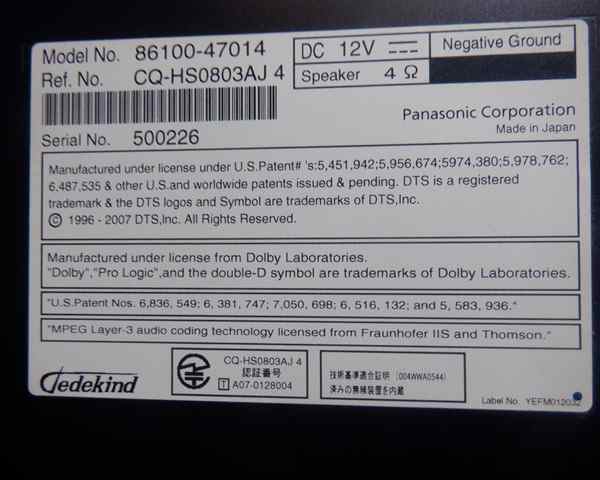 Model No. 86100-47014
Ref. No. CQ-HS0803AJ 4
DC 12V
Negative Ground
Speaker 4 Ω
Panasonic Corporation
Made in Japan
Serial No. 500226
Manufactured under license under U.S.Patent# 's:5,451,942;5,956,674;5974,380;5,978,762;
6,487,535 & other U.S.and worldwide patents issued & pending. DTS is a registered
trademark & the DTS logos and Symbol are trademarks of DTS,Inc.
© 1996 - 2007 DTS,Inc. All Rights Reserved.
Manufactured under license from Dolby Laboratories.
"Dolby","Pro Logic",and the double-D symbol are trademarks of Dolby Laboratories.
"U.S.Patent Nos. 6,836, 549; 6, 381, 747; 7,050, 698; 6, 516, 132; and 5, 583, 936."
"MPEG Layer-3 audio coding technology licensed from Fraunhofer IIS and Thomson."
Jedekind
CQ-HS0803AJ 4
認証番号
T A07-0128004
技術基準適合証明 (004WWA0544)
済みの無線装置を内蔵
Label No. YEFM012032